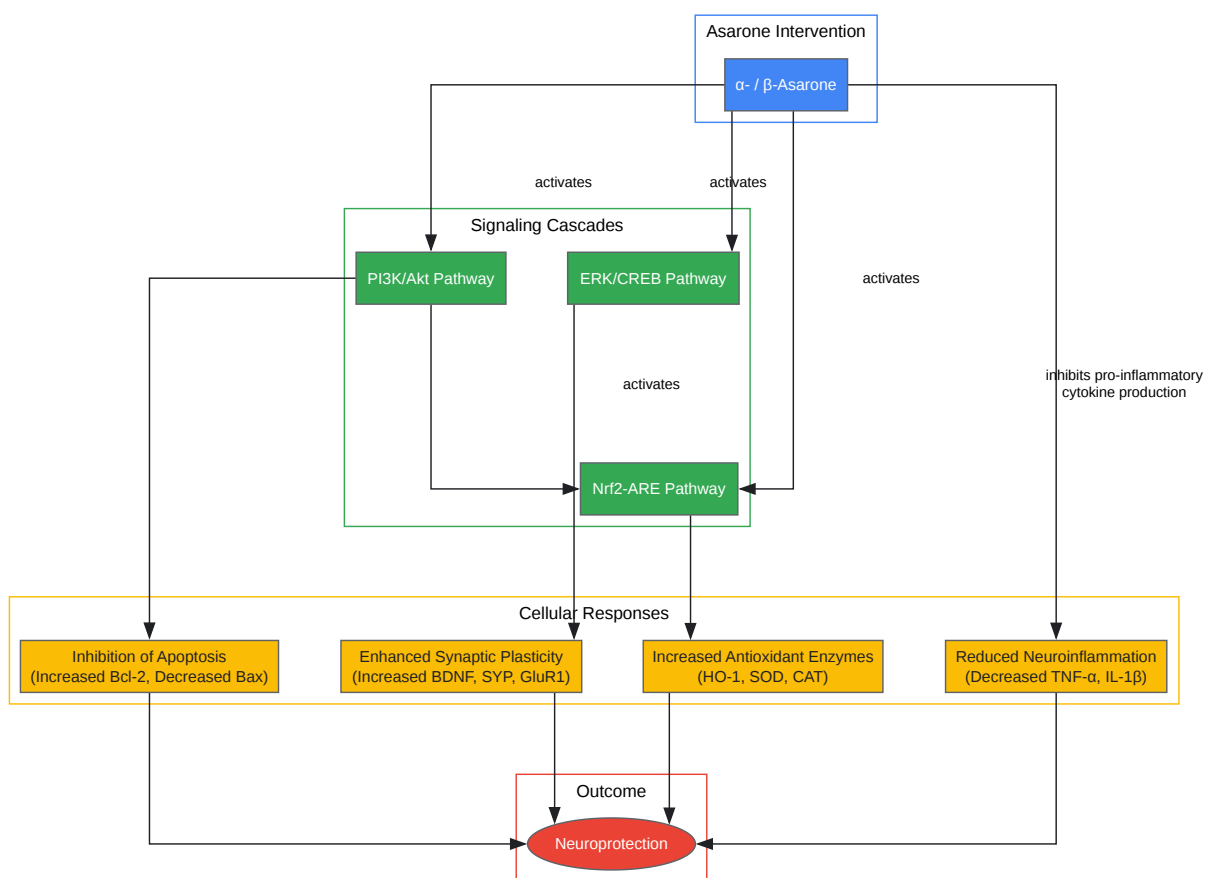 Asarone Intervention
α- / β-Asarone
activates
activates
Signaling Cascades
PI3K/Akt Pathway
ERK/CREB Pathway
activates
inhibits pro-inflammatory
cytokine production
activates
Nrf2-ARE Pathway
Cellular Responses
Inhibition of Apoptosis
(Increased Bcl-2, Decreased Bax)
Enhanced Synaptic Plasticity
(Increased BDNF, SYP, GluR1)
Increased Antioxidant Enzymes
(HO-1, SOD, CAT)
Reduced Neuroinflammation
(Decreased TNF-α, IL-1β)
Outcome
Neuroprotection